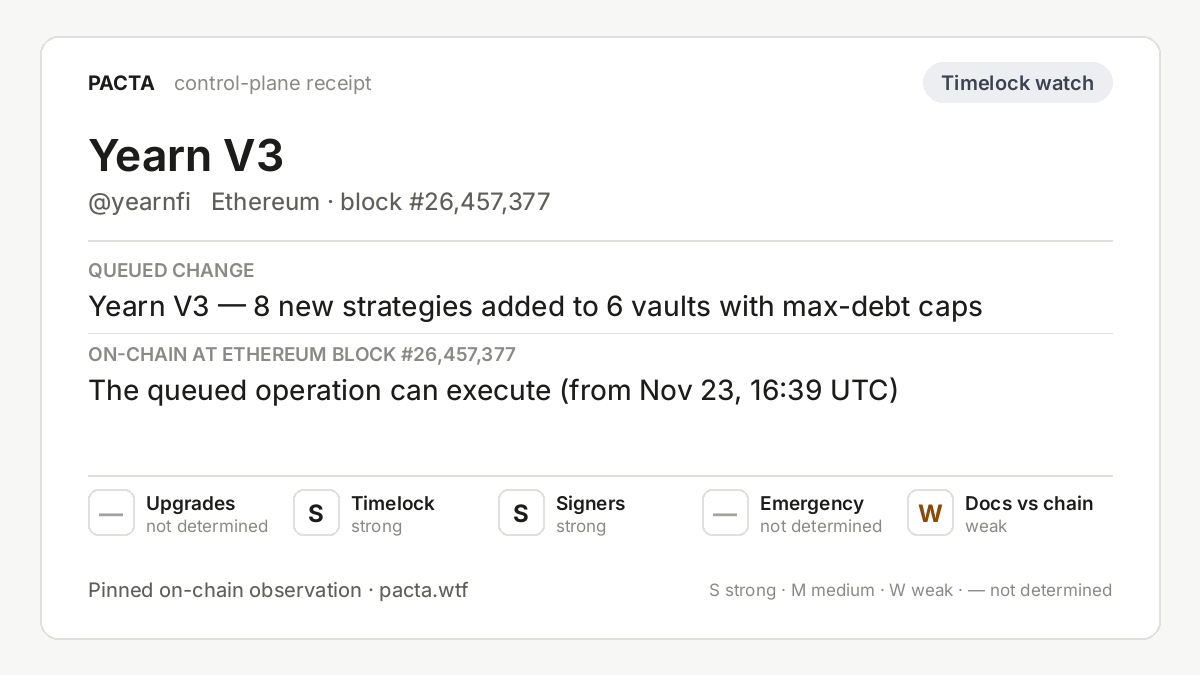 PACTA control-plane receipt Timelock watch
Yearn V3
@yearnfi Ethereum · block #26,457,377
QUEUED CHANGE
Yearn V3 — 8 new strategies added to 6 vaults with max-debt caps
ON-CHAIN AT ETHEREUM BLOCK #26,457,377
The queued operation can execute (from Nov 23, 16:39 UTC)
— Upgrades S Timelock S Signers — Emergency W Docs vs chain
not determined strong strong not determined weak
Pinned on-chain observation · pacta.wtf S strong · M medium · W weak · — not determined